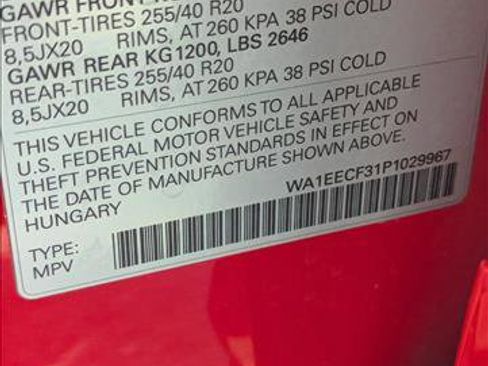 GAWR FRONT
FRONT-TIRES 255/40 R20
8,5JX20 RIMS, AT 260 KPA 38 PSI COLD
GAWR REAR KG1200, LBS 2646
REAR-TIRES 255/40 R20
8,5JX20 RIMS, AT 260 KPA 38 PSI COLD
THIS VEHICLE CONFORMS TO ALL APPLICABLE
U.S. FEDERAL MOTOR VEHICLE SAFETY AND
THEFT PREVENTION STANDARDS IN EFFECT ON
THE DATE OF MANUFACTURE SHOWN ABOVE.
HUNGARY WA1EECF31P1029967
TYPE:
MPV